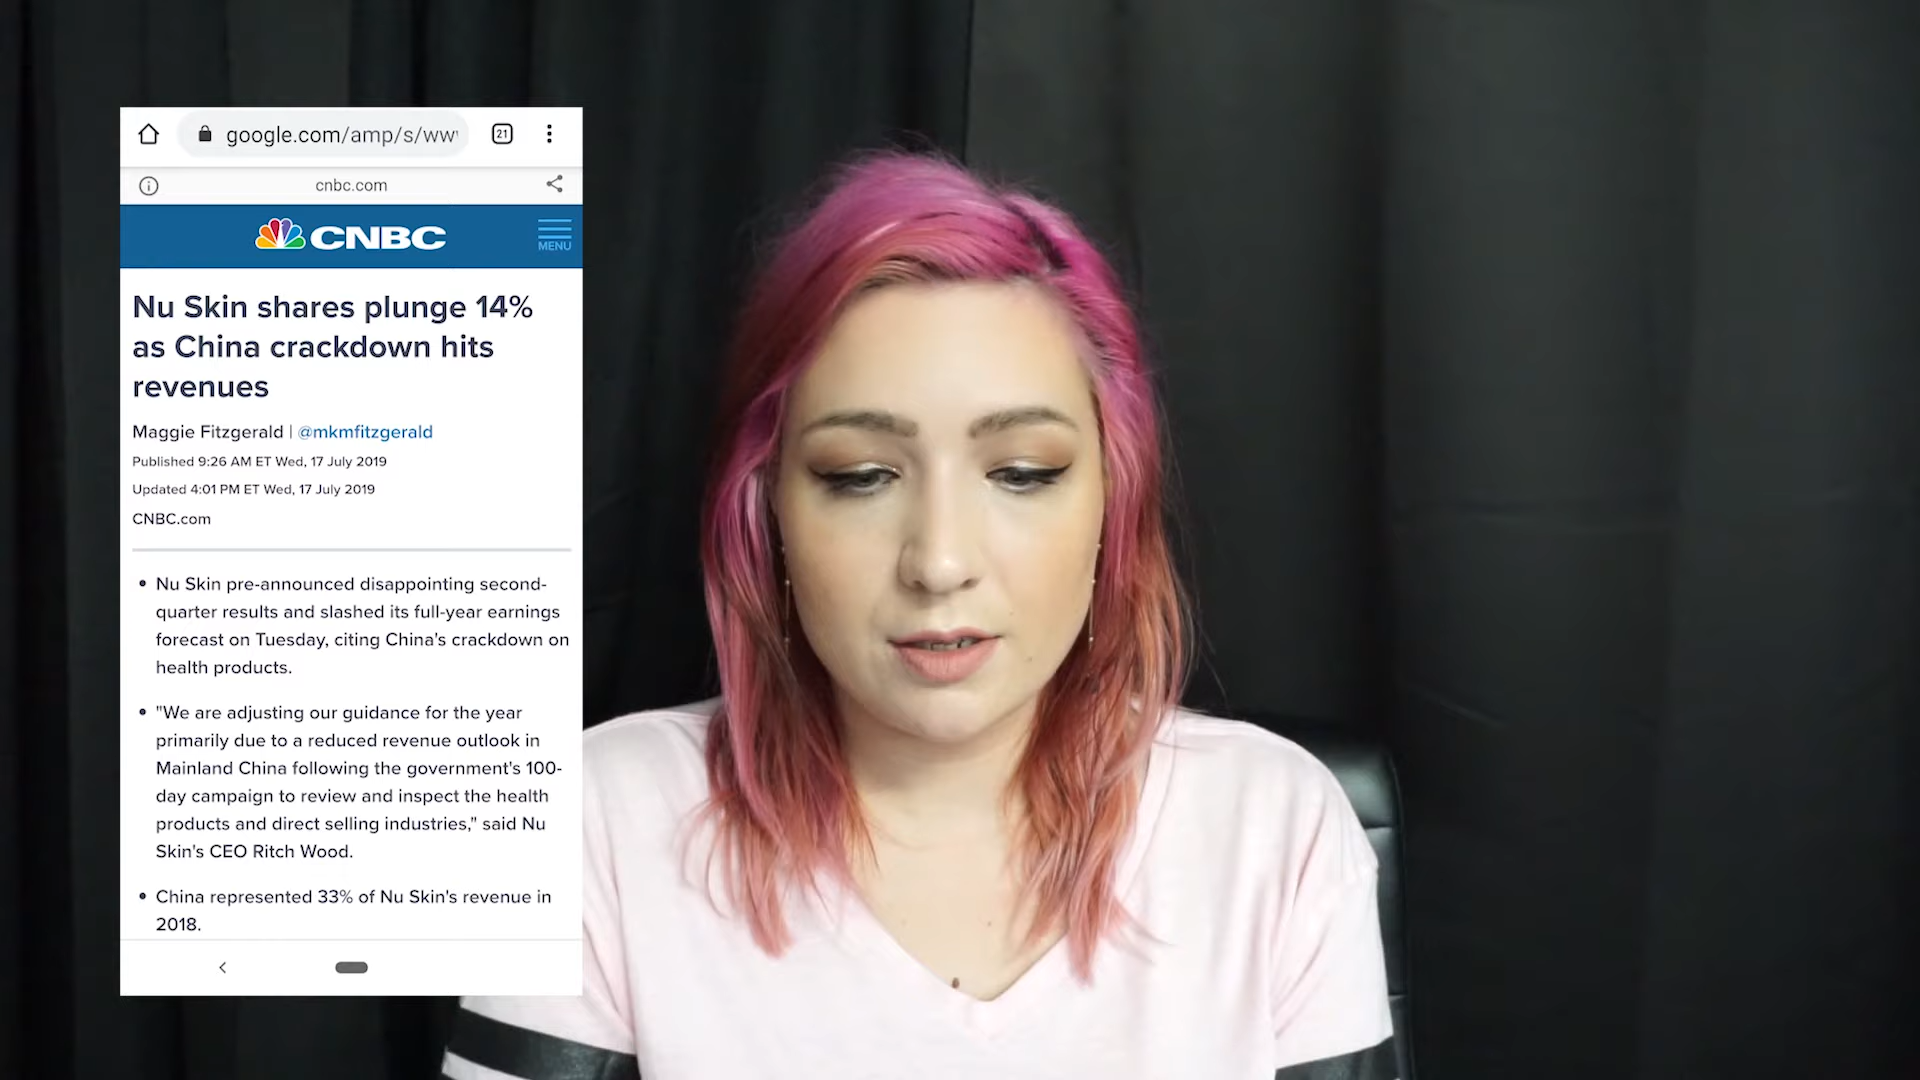 google.com/amp/s/ww
21
cnbc.com
CNBC
MENU
Nu Skin shares plunge 14%
as China crackdown hits
revenues
Maggie Fitzgerald | @mkmfitzgerald
Published 9:26 AM ET Wed, 17 July 2019
Updated 4:01 PM ET Wed, 17 July 2019
CNBC.com
• Nu Skin pre-announced disappointing second-
quarter results and slashed its full-year earnings
forecast on Tuesday, citing China's crackdown on
health products.
• "We are adjusting our guidance for the year
primarily due to a reduced revenue outlook in
Mainland China following the government's 100-
day campaign to review and inspect the health
products and direct selling industries," said Nu
Skin's CEO Ritch Wood.
• China represented 33% of Nu Skin's revenue in
2018.